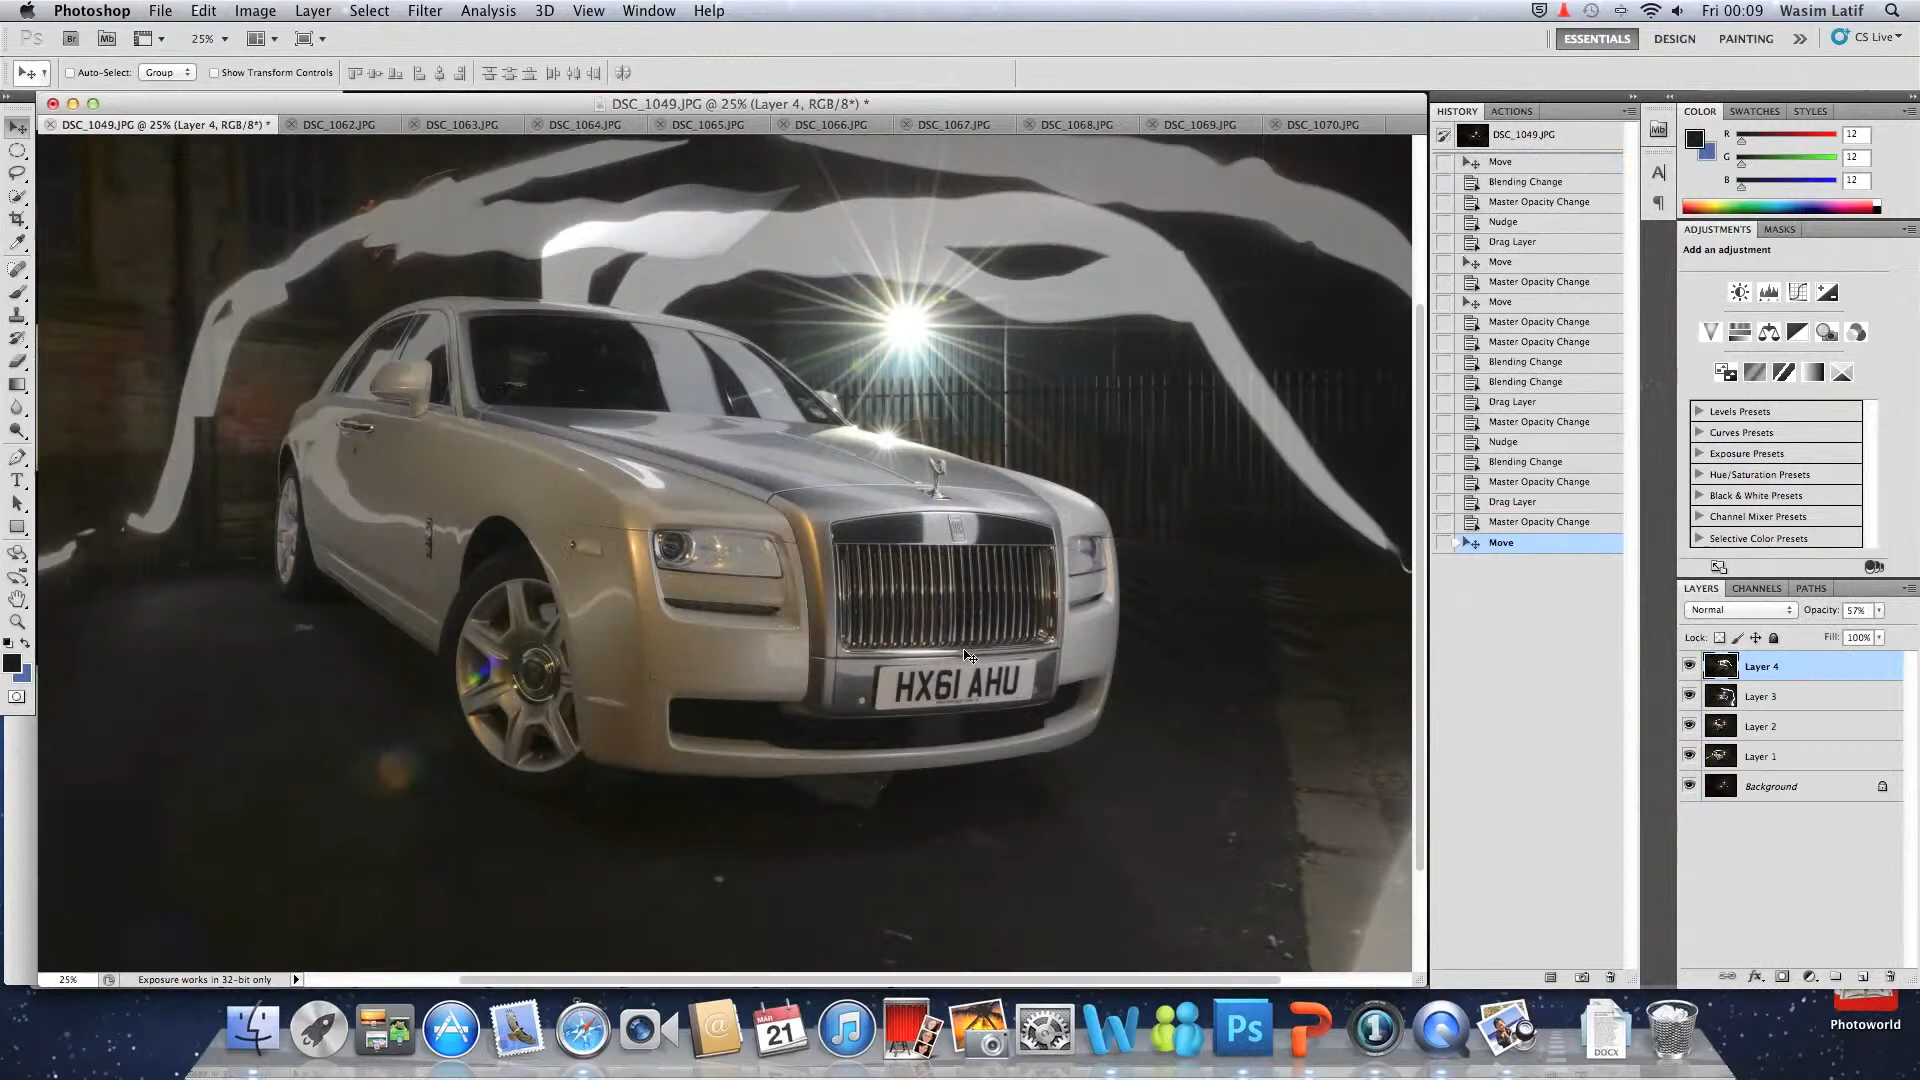 Photoshop File Edit Image Layer Select Filter Analysis 3D View Window Help Fri 00:09 Wasim Latif
Ps Br Mb 25% ESSENTIALS DESIGN PAINTING CS Live
Auto-Select: Group Show Transform Controls
DSC_1049.JPG @ 25% (Layer 4, RGB/8*) *
DSC_1049.JPG @ 25% (Layer 4, RGB/8*) * DSC_1062.JPG DSC_1063.JPG DSC_1064.JPG DSC_1065.JPG DSC_1066.JPG DSC_1067.JPG DSC_1068.JPG DSC_1069.JPG DSC_1070.JPG
HX61 AHU
25% Exposure works in 32-bit only
HISTORY ACTIONS
DSC_1049.JPG
Move
Blending Change
Master Opacity Change
Nudge
Drag Layer
Move
Master Opacity Change
Move
Master Opacity Change
Master Opacity Change
Blending Change
Blending Change
Drag Layer
Master Opacity Change
Nudge
Blending Change
Master Opacity Change
Drag Layer
Master Opacity Change
Move
Mb
A
COLOR SWATCHES STYLES
R 12
G 12
B 12
ADJUSTMENTS MASKS
Add an adjustment
Levels Presets
Curves Presets
Exposure Presets
Hue/Saturation Presets
Black & White Presets
Channel Mixer Presets
Selective Color Presets
LAYERS CHANNELS PATHS
Normal Opacity: 57%
Lock: Fill: 100%
Layer 4
Layer 3
Layer 2
Layer 1
Background
MAR
21
Ps
DOCX
Photoworld